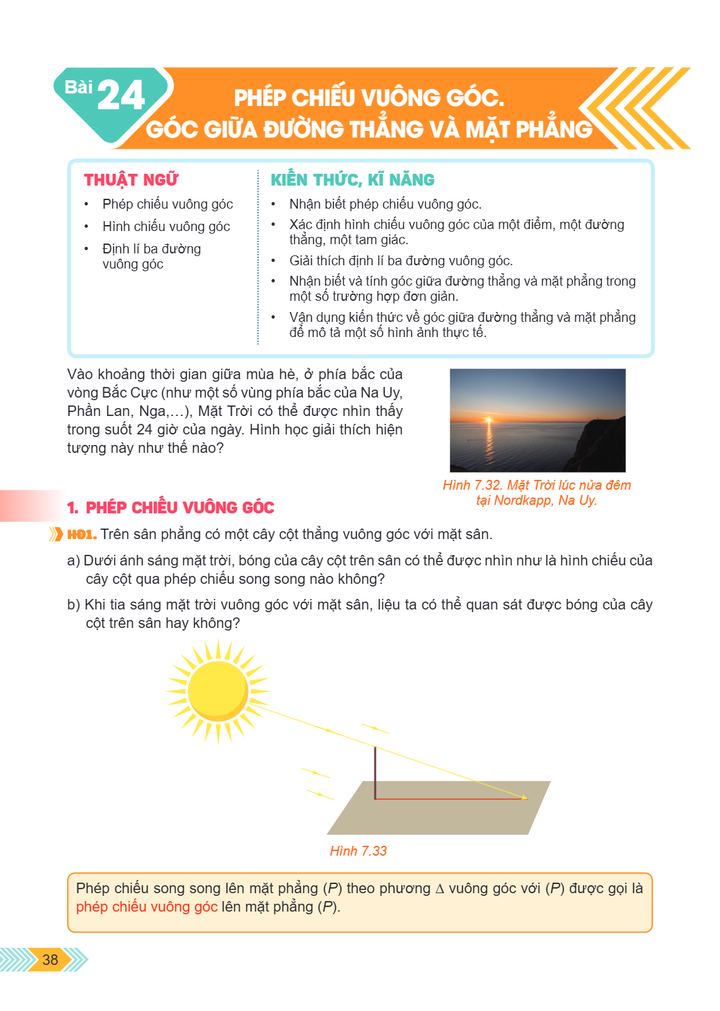 Bài 24
PHÉP CHIẾU VUÔNG GÓC.
GÓC GIỮA ĐƯỜNG THẲNG VÀ MẶT PHẲNG
THUẬT NGỮ
• Phép chiếu vuông góc
• Hình chiếu vuông góc
• Định lí ba đường
vuông góc
KIẾN THỨC, KĨ NĂNG
• Nhận biết phép chiếu vuông góc.
• Xác định hình chiếu vuông góc của một điểm, một đường
thẳng, một tam giác.
• Giải thích định lí ba đường vuông góc.
• Nhận biết và tính góc giữa đường thẳng và mặt phẳng trong
một số trường hợp đơn giản.
• Vận dụng kiến thức về góc giữa đường thẳng và mặt phẳng
để mô tả một số hình ảnh thực tế.
Vào khoảng thời gian giữa mùa hè, ở phía bắc của
vòng Bắc Cực (như một số vùng phía bắc của Na Uy,
Phần Lan, Nga,…), Mặt Trời có thể được nhìn thấy
trong suốt 24 giờ của ngày. Hình học giải thích hiện
tượng này như thế nào?
Hình 7.32. Mặt Trời lúc nửa đêm
tại Nordkapp, Na Uy.
1. PHÉP CHIẾU VUÔNG GÓC
HĐ1. Trên sân phẳng có một cây cột thẳng vuông góc với mặt sân.
a) Dưới ánh sáng mặt trời, bóng của cây cột trên sân có thể được nhìn như là hình chiếu của
cây cột qua phép chiếu song song nào không?
b) Khi tia sáng mặt trời vuông góc với mặt sân, liệu ta có thể quan sát được bóng của cây
cột trên sân hay không?
Hình 7.33
Phép chiếu song song lên mặt phẳng (P) theo phương Δ vuông góc với (P) được gọi là
phép chiếu vuông góc lên mặt phẳng (P).
38